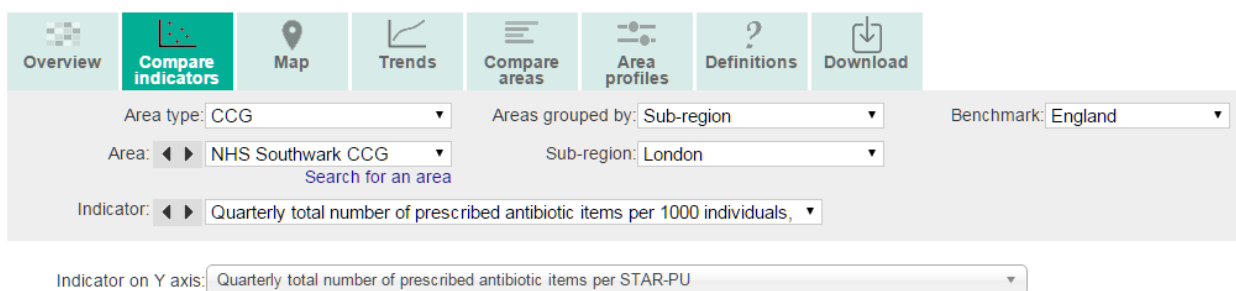 Overview Compare indicators Map Trends Compare areas Area profiles Definitions Download
Area type: CCG Areas grouped by: Sub-region Benchmark: England
Area: NHS Southwark CCG Sub-region: London
Search for an area
Indicator: Quarterly total number of prescribed antibiotic items per 1000 individuals,
Indicator on Y axis: Quarterly total number of prescribed antibiotic items per STAR-PU